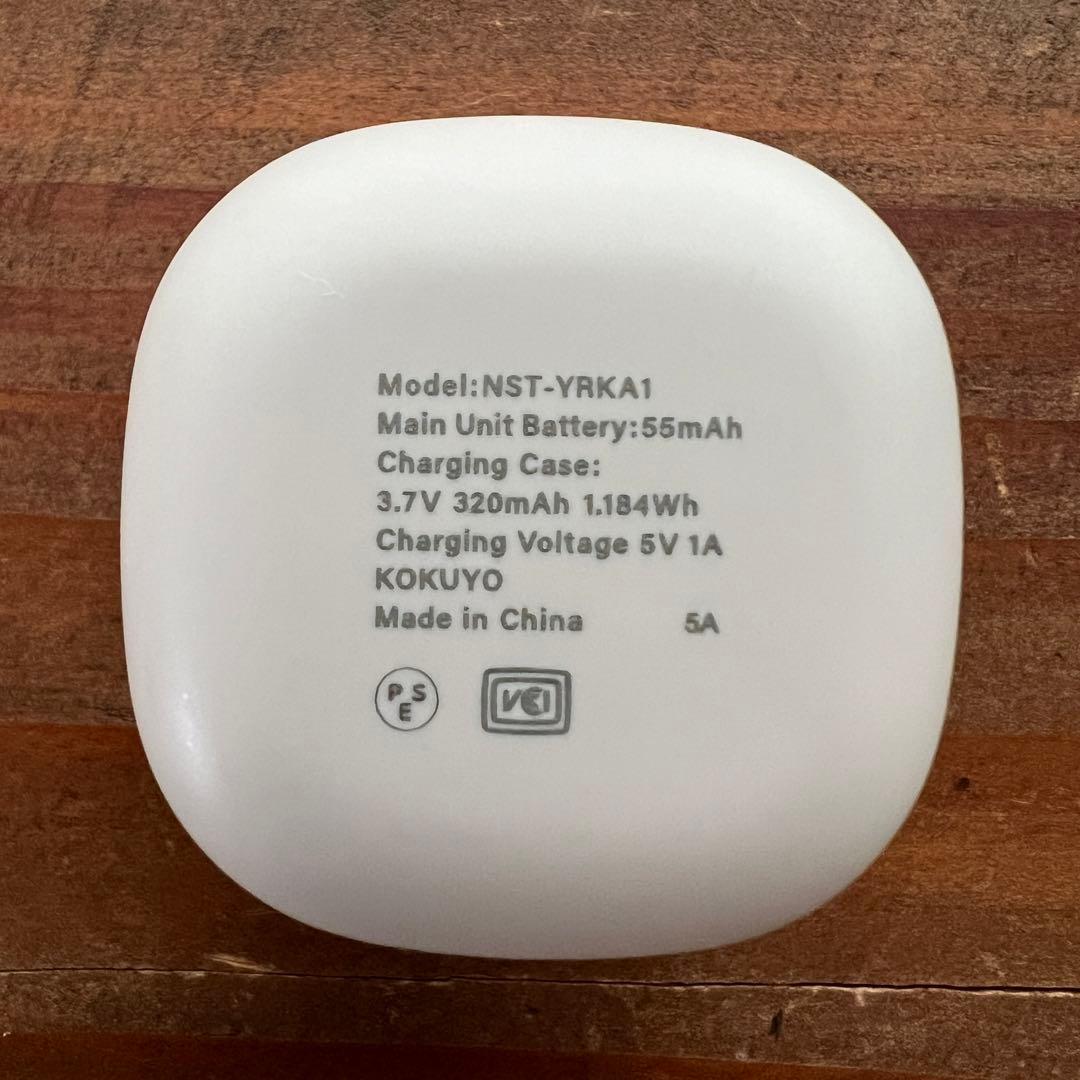 Model:NST-YRKA1
Main Unit Battery:55mAh
Charging Case:
3.7V 320mAh 1.184Wh
Charging Voltage 5V 1A
KOKUYO
Made in China 5A
PSE VCI